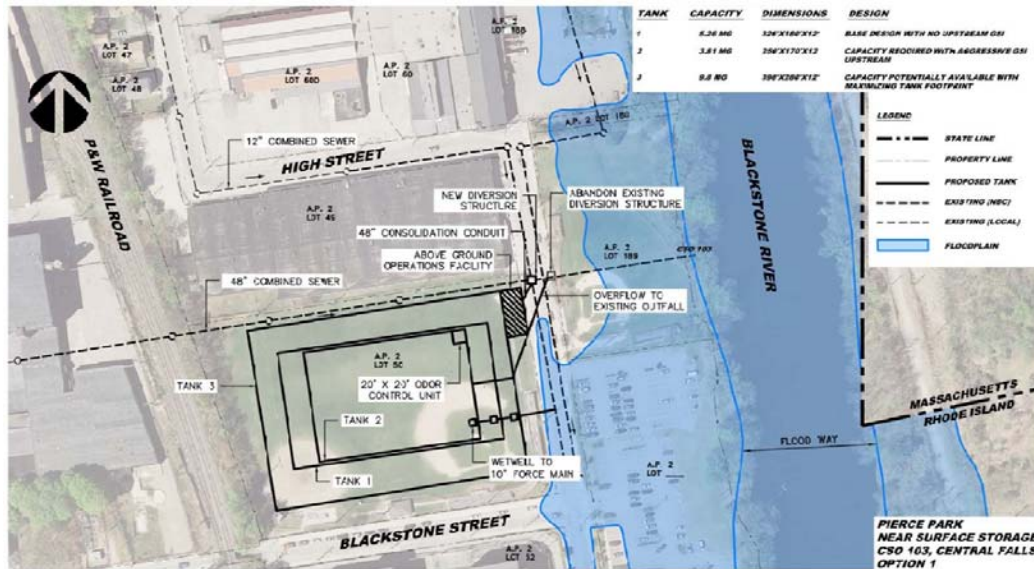 TANK CAPACITY DIMENSIONS DESIGN
1 5.26 MG BASE DESIGN WITH NO UPSTREAM GSI
2 3.81 MG CAPACITY REQUIRED WITH AGGRESSIVE GSI
UPSTREAM
3 9.8 MG CAPACITY POTENTIALLY AVAILABLE WITH
MAXIMIZING TANK FOOTPRINT
LEGEND
STATE LINE
PROPERTY LINE
PROPOSED TANK
EXISTING (NBC)
EXISTING (LOCAL)
FLOODPLAIN
A.P. 2
LOT 47
A.P. 2
LOT 48
A.P. 2
LOT 60D
A.P. 2
LOT 60
P&W RAILROAD
12" COMBINED SEWER
HIGH STREET
A.P. 2
NEW DIVERSION
STRUCTURE
ABANDON EXISTING
DIVERSION STRUCTURE
48" CONSOLIDATION CONDUIT
ABOVE GROUND
OPERATIONS FACILITY
A.P. 2
LOT 189
CSO 103
BLACKSTONE RIVER
48" COMBINED SEWER
OVERFLOW TO
EXISTING OUTFALL
A.P. 2
20' X 20' ODOR
CONTROL UNIT
TANK 3
TANK 2
TANK 1
WETWELL TO
10" FORCE MAIN
A.P. 2
LOT
FLOOD WAY
MASSACHUSETTS
RHODE ISLAND
BLACKSTONE STREET
A.P. 2
LOT 52
PIERCE PARK
NEAR SURFACE STORAGE
CSO 103, CENTRAL FALLS
OPTION 1